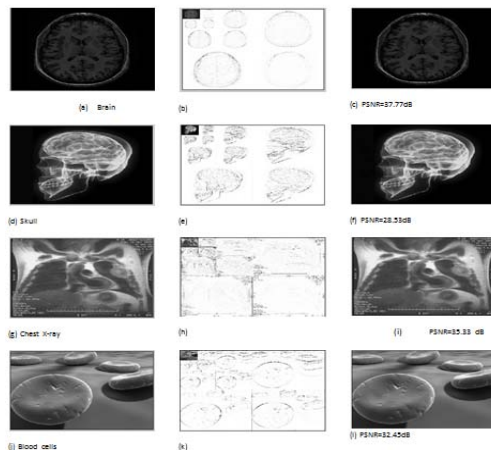 (a) Brain
(b)
(c) PSNR=37.77dB
(d) Skull
(e)
(f) PSNR=28.53dB
(g) Chest X-ray
(h)
(i) PSNR=35.33 dB
(j) Blood cells
(k)
(l) PSNR=32.45dB